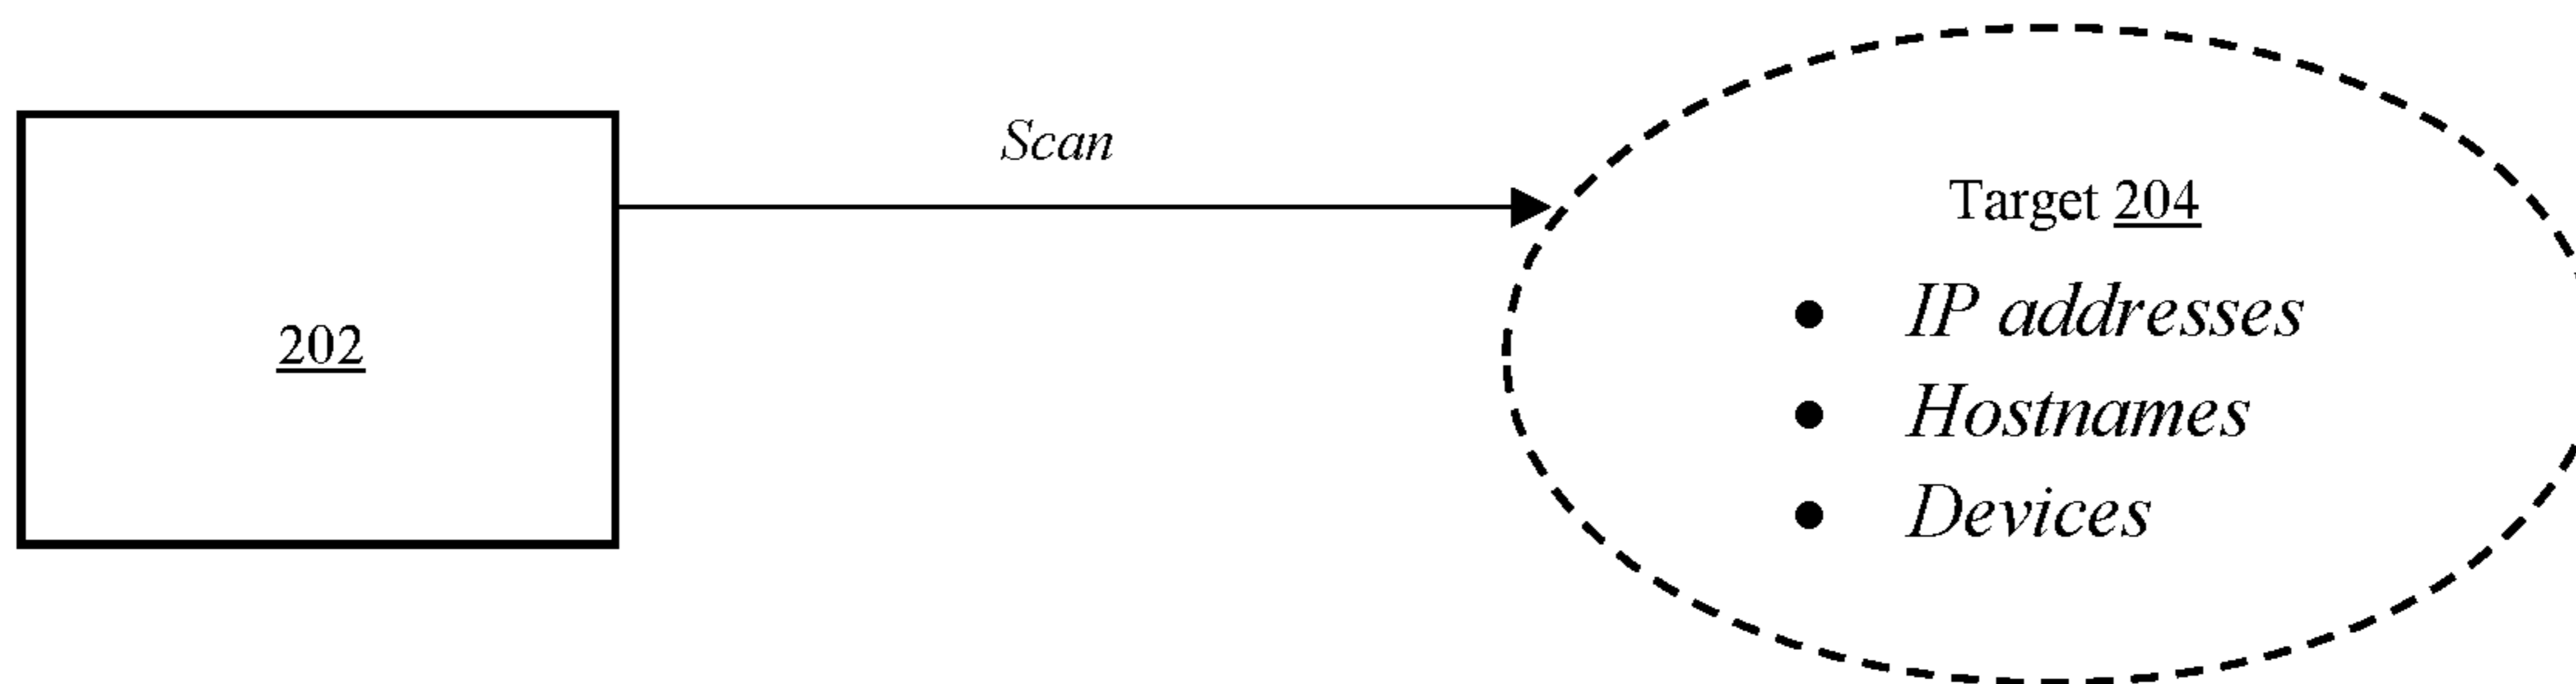 Scan
202
Target 204
• IP addresses
• Hostnames
• Devices